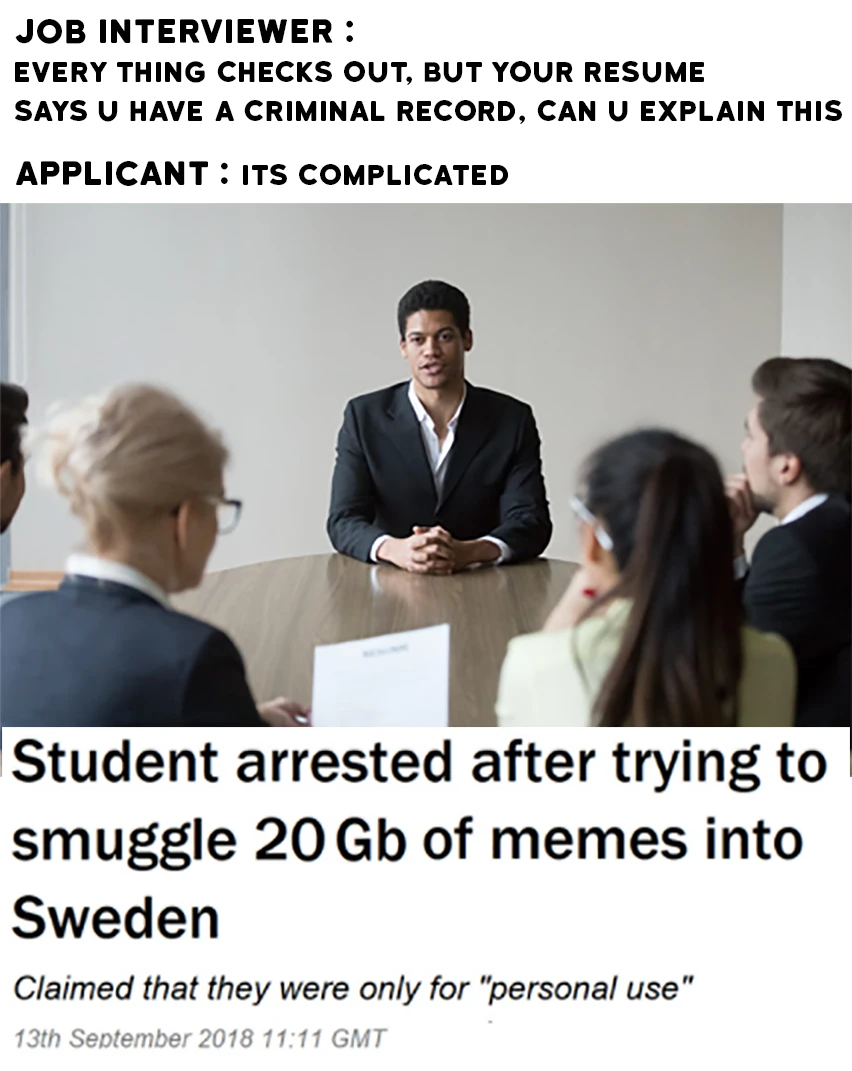 JOB INTERVIEWER :
EVERY THING CHECKS OUT, BUT YOUR RESUME
SAYS U HAVE A CRIMINAL RECORD, CAN U EXPLAIN THIS
APPLICANT : ITS COMPLICATED
Student arrested after trying to
smuggle 20 Gb of memes into
Sweden
Claimed that they were only for "personal use"
13th September 2018 11:11 GMT